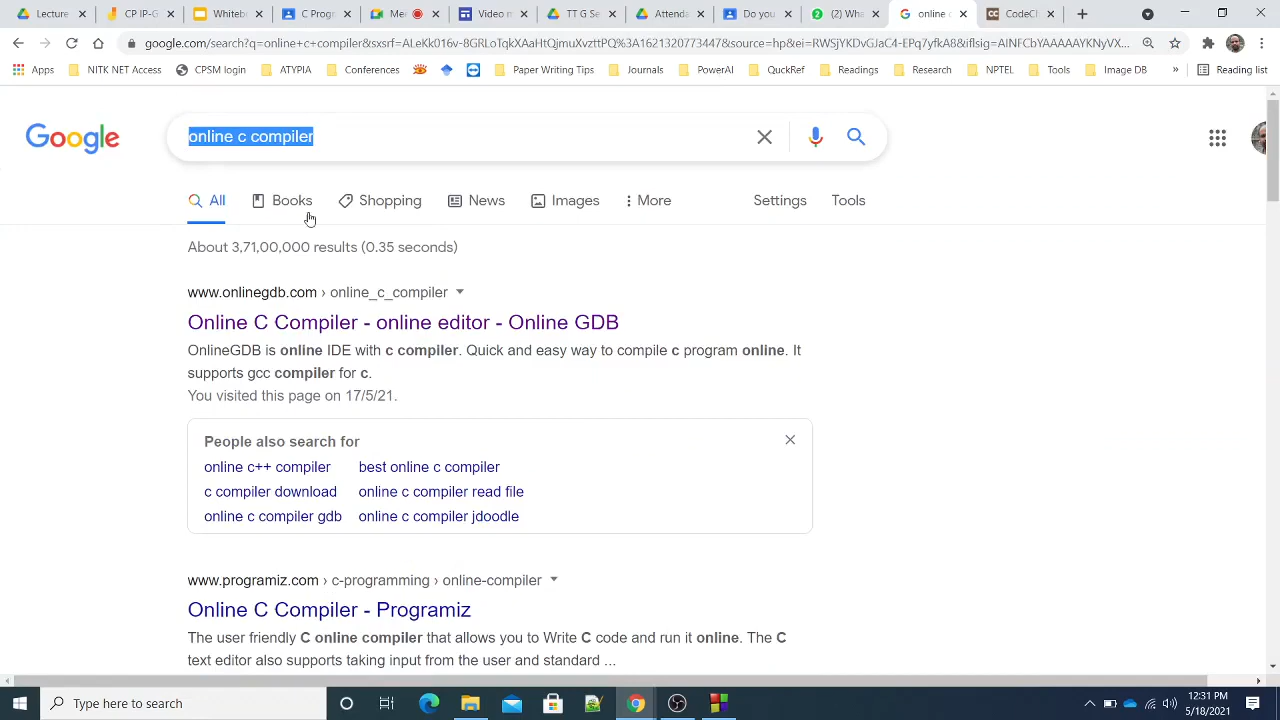 Lecture
CP IP-G
Whitel
C Progr
Me
Video m
TT G Se
Attenda
Do you
(2) Wha
online c
CodeCl
google.com/search?q=online+c+compiler&sxsrf=ALeKk016v-8GRLoTqkXAaHtQjmuXvzttPQ%3A1621320773447&source=hp&ei=RWSjYKDvGJaC4-EPq7yfkA8&iflsig=AINFCbYAAAAAYKNyVX...
Apps
NITK NET Access
CPSM login
ATYPIA
Conferences
Paper Writing Tips
Journals
PowerAI
QuckRef
Readings
Research
NPTEL
Tools
Image DB
»
Reading list
Google
online c compiler
All
Books
Shopping
News
Images
More
Settings
Tools
About 3,71,00,000 results (0.35 seconds)
www.onlinegdb.com › online_c_compiler
Online C Compiler - online editor - Online GDB
OnlineGDB is online IDE with c compiler. Quick and easy way to compile c program online. It
supports gcc compiler for c.
You visited this page on 17/5/21.
People also search for
online c++ compiler
best online c compiler
c compiler download
online c compiler read file
online c compiler gdb
online c compiler jdoodle
www.programiz.com › c-programming › online-compiler
Online C Compiler - Programiz
The user friendly C online compiler that allows you to Write C code and run it online. The C
text editor also supports taking input from the user and standard ...
Type here to search
12:31 PM
5/18/2021